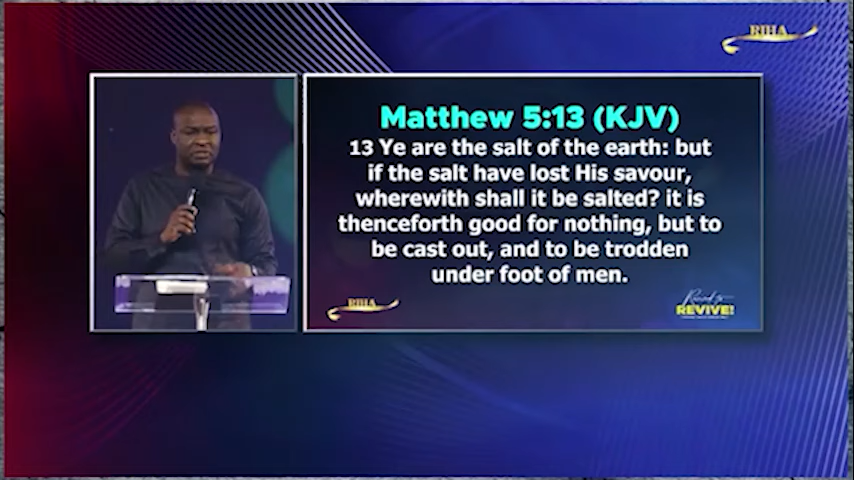 RIHA
Matthew 5:13 (KJV)
13 Ye are the salt of the earth: but
if the salt have lost His savour,
wherewith shall it be salted? it is
thenceforth good for nothing, but to
be cast out, and to be trodden
under foot of men.
RIHA
REVIVE!